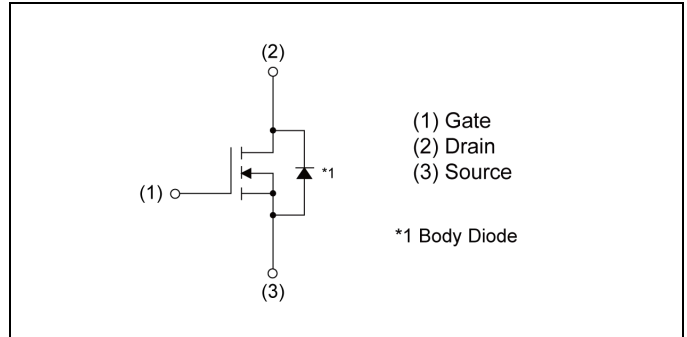 (2)
(1) Gate
(2) Drain
(3) Source
*1
(1)
*1 Body Diode
(3)